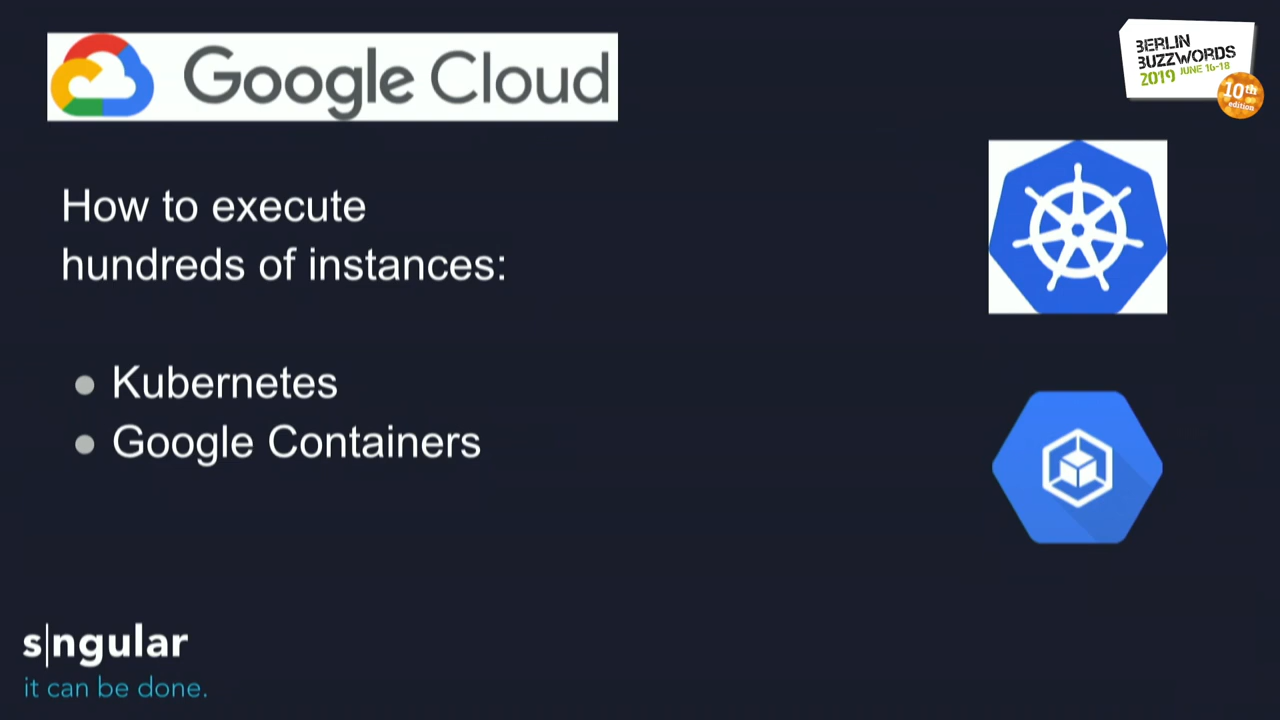 Google Cloud
BERLIN
BUZZWORDS
2019 JUNE 16-18
10th
edition
How to execute
hundreds of instances:
Kubernetes
Google Containers
s|ngular
it can be done.